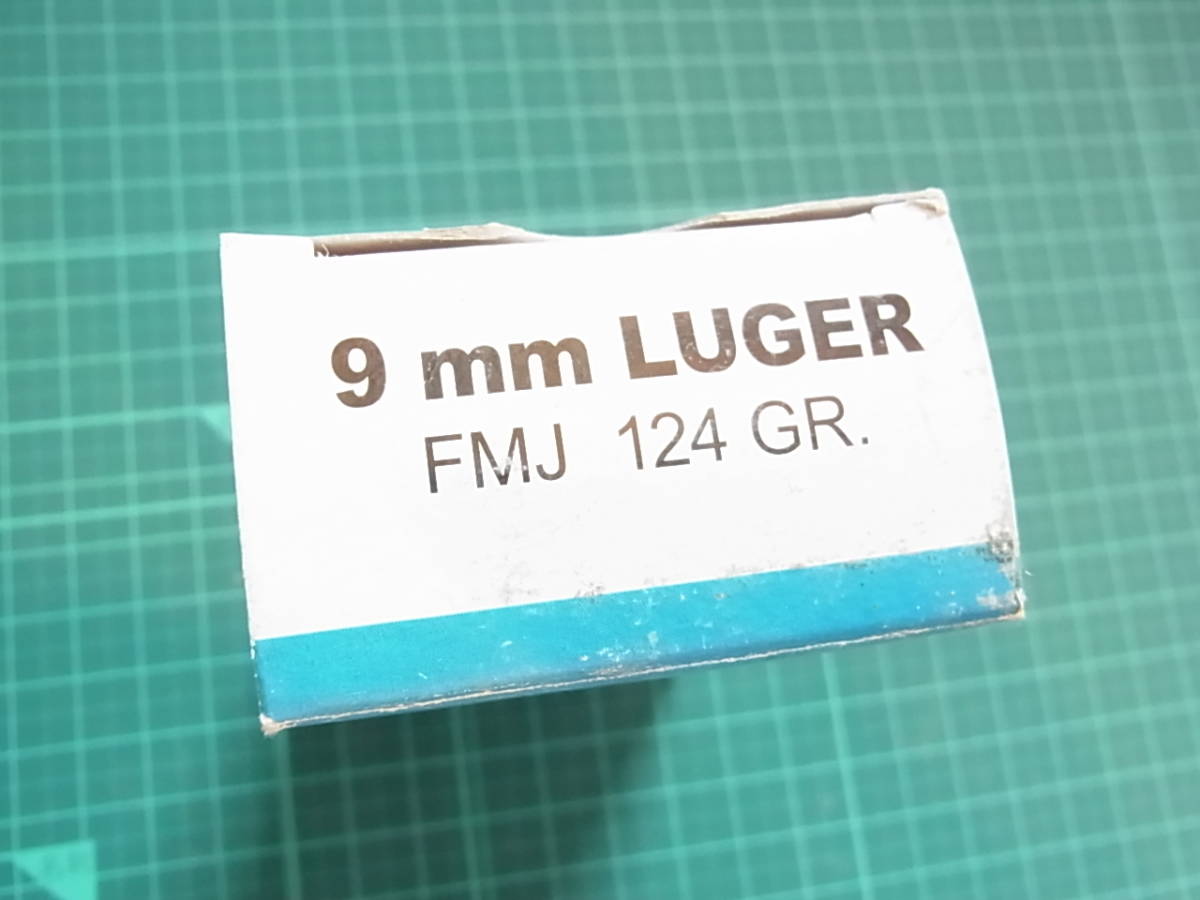 9 mm LUGER
FMJ 124 GR.